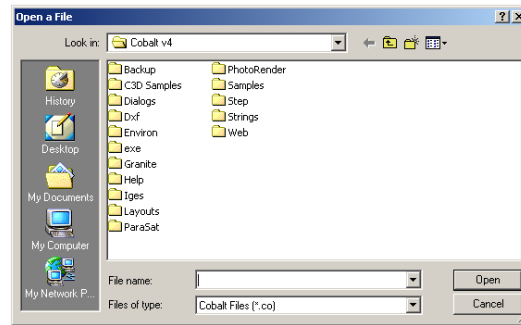 Open a File
Look in: Cobalt v4
History
Desktop
My Documents
My Computer
My Network P...
Backup
C3D Samples
Dialogs
Dxf
Environ
exe
Granite
Help
Iges
Layouts
ParaSat
PhotoRender
Samples
Step
Strings
Web
File name:
Open
Files of type: Cobalt Files (*.co)
Cancel